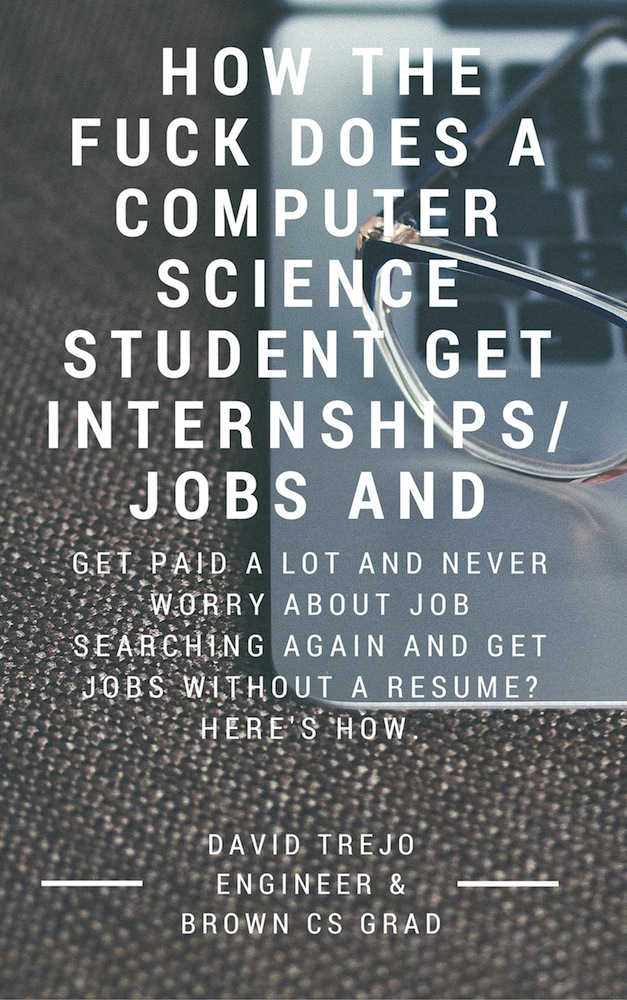 HOW THE
FUCK DOES A
COMPUTER
SCIENCE
STUDENT GET
INTERNSHIPS/
JOBS AND
GET PAID A LOT AND NEVER
WORRY ABOUT JOB
SEARCHING AGAIN AND GET
JOBS WITHOUT A RESUME?
HERE'S HOW.
DAVID TREJO
ENGINEER &
BROWN CS GRAD